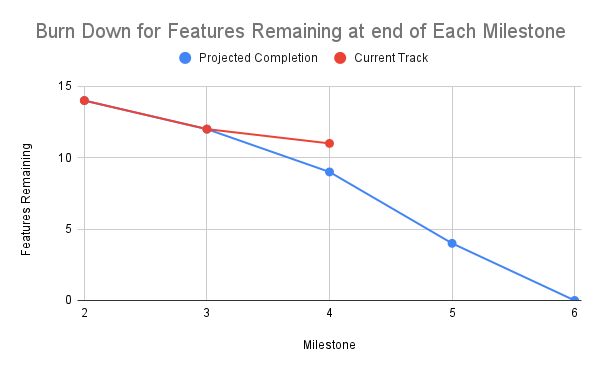 Burn Down for Features Remaining at end of Each Milestone
Projected Completion
Current Track
15
10
5
0
Features Remaining
2
3
4
5
6
Milestone